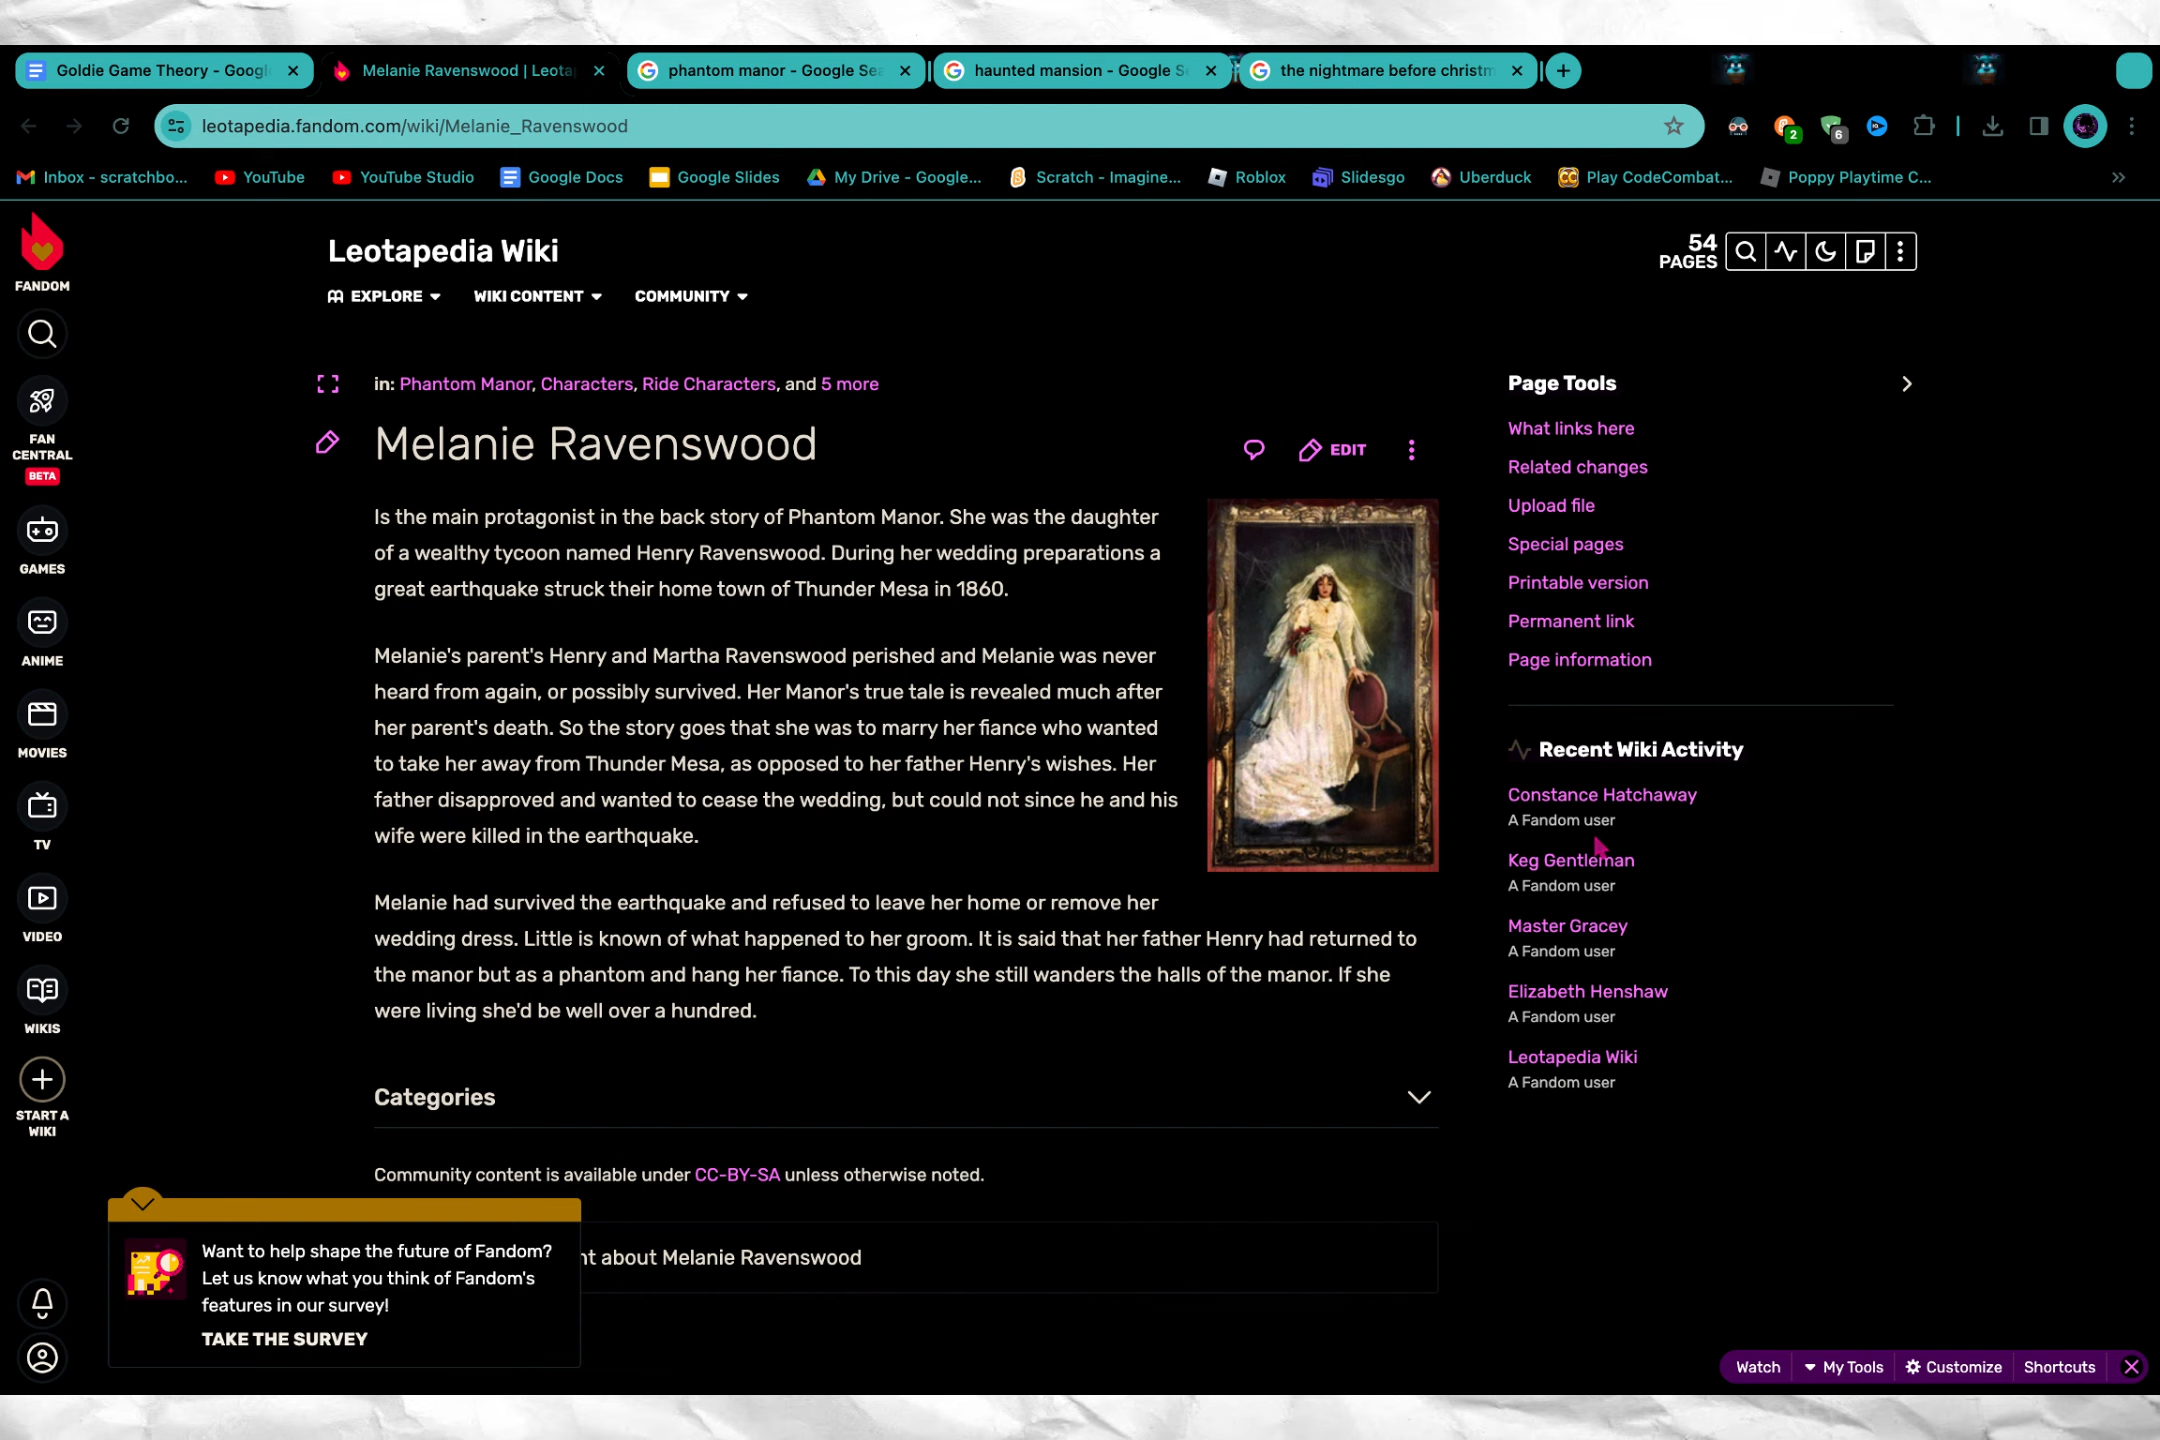 Goldie Game Theory - Googl
Melanie Ravenswood | Leota
phantom manor - Google Sea
haunted mansion - Google S
the nightmare before christm
leotapedia.fandom.com/wiki/Melanie_Ravenswood
2
6
Inbox - scratchbo...
YouTube
YouTube Studio
Google Docs
Google Slides
My Drive - Google...
Scratch - Imagine...
Roblox
Slidesgo
Uberduck
Play CodeCombat...
Poppy Playtime C...
FANDOM
FAN
CENTRAL
BETA
GAMES
ANIME
MOVIES
TV
VIDEO
WIKIS
START A
WIKI
Leotapedia Wiki
EXPLORE
WIKI CONTENT
COMMUNITY
54
PAGES
in: Phantom Manor, Characters, Ride Characters, and 5 more
Melanie Ravenswood
EDIT
Is the main protagonist in the back story of Phantom Manor. She was the daughter
of a wealthy tycoon named Henry Ravenswood. During her wedding preparations a
great earthquake struck their home town of Thunder Mesa in 1860.
Melanie's parent's Henry and Martha Ravenswood perished and Melanie was never
heard from again, or possibly survived. Her Manor's true tale is revealed much after
her parent's death. So the story goes that she was to marry her fiance who wanted
to take her away from Thunder Mesa, as opposed to her father Henry's wishes. Her
father disapproved and wanted to cease the wedding, but could not since he and his
wife were killed in the earthquake.
Melanie had survived the earthquake and refused to leave her home or remove her
wedding dress. Little is known of what happened to her groom. It is said that her father Henry had returned to
the manor but as a phantom and hang her fiance. To this day she still wanders the halls of the manor. If she
were living she'd be well over a hundred.
Categories
Community content is available under CC-BY-SA unless otherwise noted.
nt about Melanie Ravenswood
Want to help shape the future of Fandom?
Let us know what you think of Fandom's
features in our survey!
TAKE THE SURVEY
Page Tools
What links here
Related changes
Upload file
Special pages
Printable version
Permanent link
Page information
Recent Wiki Activity
Constance Hatchaway
A Fandom user
Keg Gentleman
A Fandom user
Master Gracey
A Fandom user
Elizabeth Henshaw
A Fandom user
Leotapedia Wiki
A Fandom user
Watch
My Tools
Customize
Shortcuts